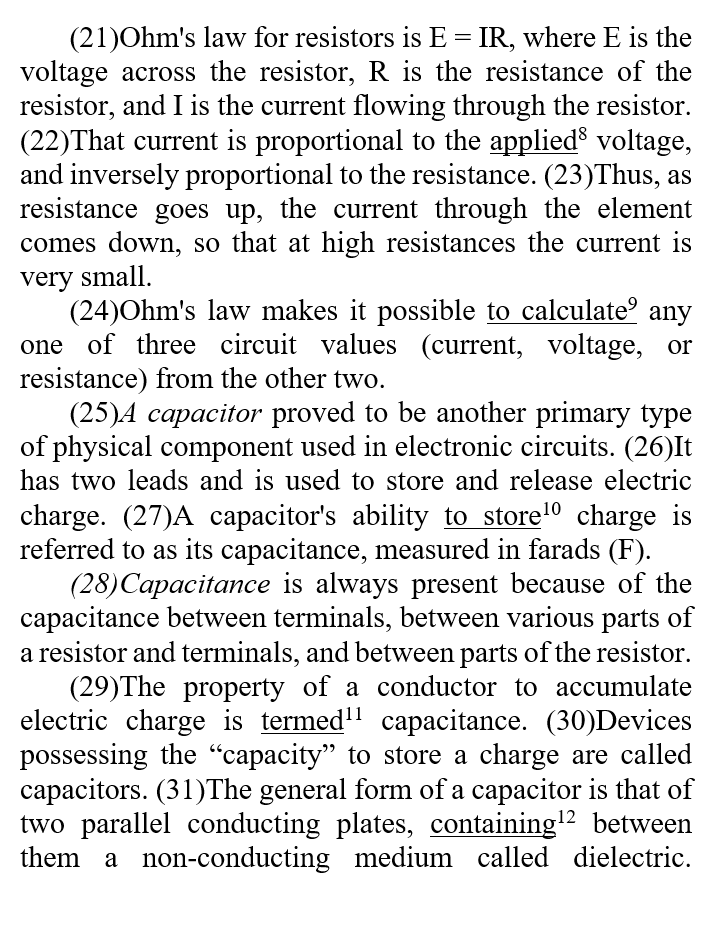 (21)Ohm's law for resistors is E = IR, where E is the
voltage across the resistor, R is the resistance of the
resistor, and I is the current flowing through the resistor.
(22)That current is proportional to the applied⁸ voltage,
and inversely proportional to the resistance. (23)Thus, as
resistance goes up, the current through the element
comes down, so that at high resistances the current is
very small.
(24)Ohm's law makes it possible to calculate⁹ any
one of three circuit values (current, voltage, or
resistance) from the other two.
(25)A capacitor proved to be another primary type
of physical component used in electronic circuits. (26)It
has two leads and is used to store and release electric
charge. (27)A capacitor's ability to store¹⁰ charge is
referred to as its capacitance, measured in farads (F).
(28)Capacitance is always present because of the
capacitance between terminals, between various parts of
a resistor and terminals, and between parts of the resistor.
(29)The property of a conductor to accumulate
electric charge is termed¹¹ capacitance. (30)Devices
possessing the “capacity” to store a charge are called
capacitors. (31)The general form of a capacitor is that of
two parallel conducting plates, containing¹² between
them a non-conducting medium called dielectric.